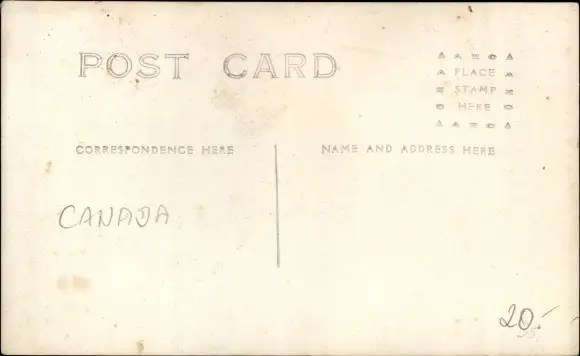 POST CARD
PLACE
STAMP
HERE
CORRESPONDENCE HERE
NAME AND ADDRESS HERE
CANADA
20.-